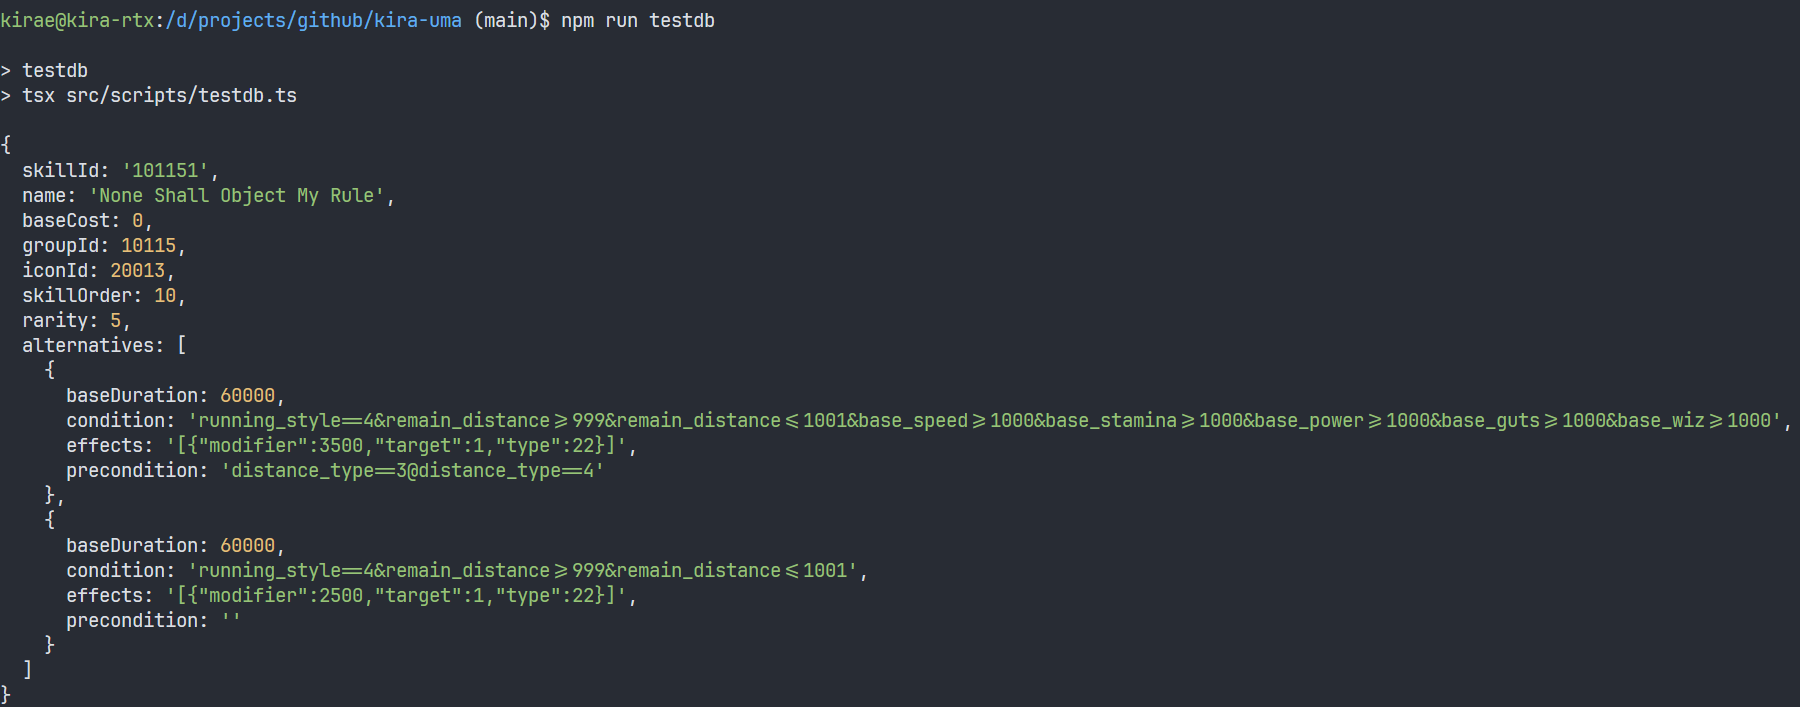 kirae@kira-rtx:/d/projects/github/kira-uma (main)$ npm run testdb
> testdb
> tsx src/scripts/testdb.ts
{
  skillId: '101151',
  name: 'None Shall Object My Rule',
  baseCost: 0,
  groupId: 10115,
  iconId: 20013,
  skillOrder: 10,
  rarity: 5,
  alternatives: [
    {
      baseDuration: 60000,
      condition: 'running_style==4&remain_distance>=999&remain_distance<=1001&base_speed>=1000&base_stamina>=1000&base_power>=1000&base_guts>=1000&base_wiz>=1000',
      effects: '[{"modifier":3500,"target":1,"type":22}]',
      precondition: 'distance_type==3@distance_type==4'
    },
    {
      baseDuration: 60000,
      condition: 'running_style==4&remain_distance>=999&remain_distance<=1001',
      effects: '[{"modifier":2500,"target":1,"type":22}]',
      precondition: ''
    }
  ]
}